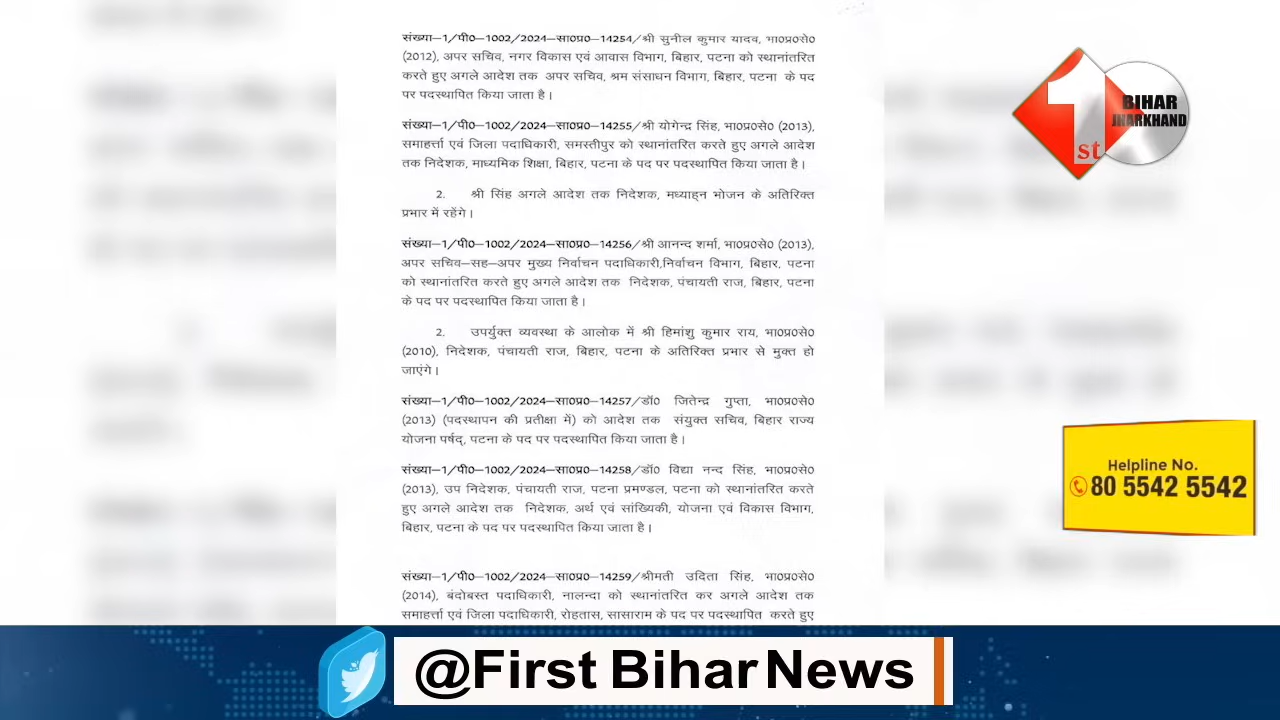 संख्या–1/पी0–1002/2024–सा0प्र0–14254/श्री सुनील कुमार यादव, भा0प्र0से0
(2012), अपर सचिव, नगर विकास एवं आवास विभाग, बिहार, पटना को स्थानांतरित
करते हुए अगले आदेश तक अपर सचिव, श्रम संसाधन विभाग, बिहार, पटना के पद
पर पदस्थापित किया जाता है।
संख्या–1/पी0–1002/2024–सा0प्र0–14255/श्री योगेन्द्र सिंह, भा0प्र0से0 (2013),
समाहर्त्ता एवं जिला पदाधिकारी, समस्तीपुर को स्थानांतरित करते हुए अगले आदेश
तक निदेशक, माध्यमिक शिक्षा, बिहार, पटना के पद पर पदस्थापित किया जाता है।
2. श्री सिंह अगले आदेश तक निदेशक, मध्याह्न भोजन के अतिरिक्त
प्रभार में रहेंगे।
संख्या–1/पी0–1002/2024–सा0प्र0–14256/श्री आनन्द शर्मा, भा0प्र0से0 (2013),
अपर सचिव–सह–अपर मुख्य निर्वाचन पदाधिकारी,निर्वाचन विभाग, बिहार, पटना
को स्थानांतरित करते हुए अगले आदेश तक निदेशक, पंचायती राज, बिहार, पटना
के पद पर पदस्थापित किया जाता है।
2. उपर्युक्त व्यवस्था के आलोक में श्री हिमांशु कुमार राय, भा0प्र0से0
(2010), निदेशक, पंचायती राज, बिहार, पटना के अतिरिक्त प्रभार से मुक्त हो
जाएंगे।
संख्या–1/पी0–1002/2024–सा0प्र0–14257/डॉ0 जितेन्द्र गुप्ता, भा0प्र0से0
(2013) (पदस्थापन की प्रतीक्षा में) को आदेश तक संयुक्त सचिव, बिहार राज्य
योजना पर्षद्, पटना के पद पर पदस्थापित किया जाता है।
संख्या–1/पी0–1002/2024–सा0प्र0–14258/डॉ0 विद्या नन्द सिंह, भा0प्र0से0
(2013), उप निदेशक, पंचायती राज, पटना प्रमण्डल, पटना को स्थानांतरित करते
हुए अगले आदेश तक निदेशक, अर्थ एवं सांख्यिकी, योजना एवं विकास विभाग,
बिहार, पटना के पद पर पदस्थापित किया जाता है।
संख्या–1/पी0–1002/2024–सा0प्र0–14259/श्रीमती उदिता सिंह, भा0प्र0से0
(2014), बंदोबस्त पदाधिकारी, नालन्दा को स्थानांतरित कर अगले आदेश तक
समाहर्त्ता एवं जिला पदाधिकारी, रोहतास, सासाराम के पद पर पदस्थापित करते हुए
1st
BIHAR
JHARKHAND
Helpline No.
80 5542 5542
@First Bihar News